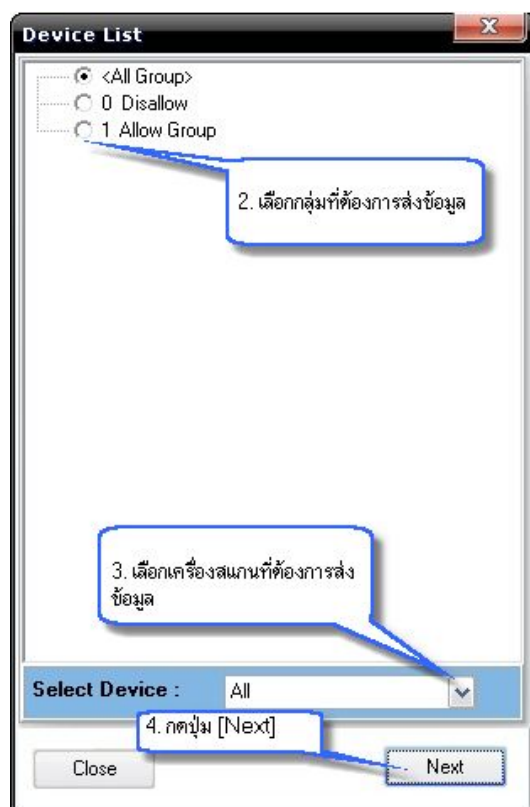 Device List
<All Group>
0 Disallow
1 Allow Group
2. เลือกกลุ่มที่ต้องการส่งข้อมูล
3. เลือกเครื่องสแกนที่ต้องการส่ง
ข้อมูล
Select Device :
All
4. กดปุ่ม [Next]
Close
Next